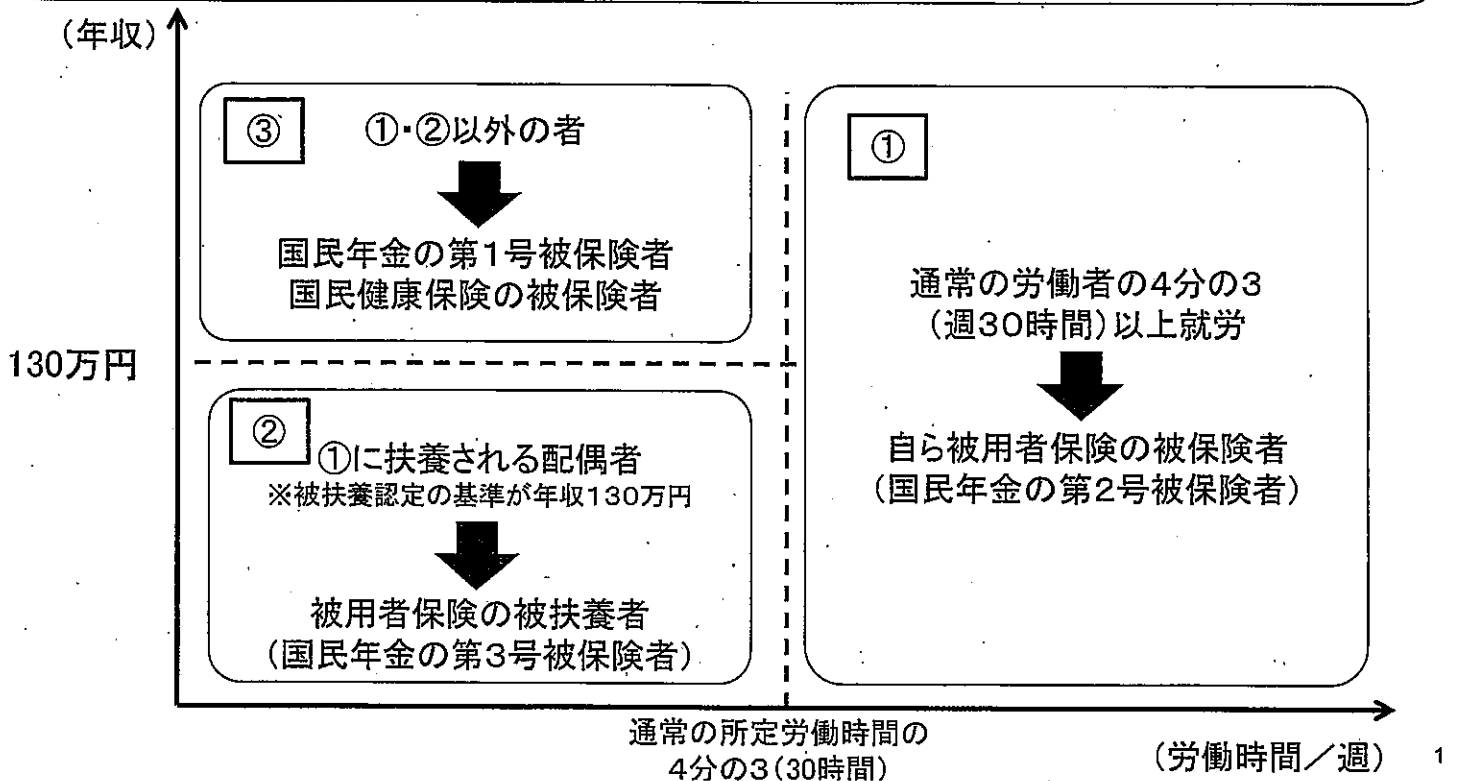 (年収)
③
①・②以外の者
国民年金の第1号被保険者
国民健康保険の被保険者
①
通常の労働者の4分の3
(週30時間)以上就労
自ら被用者保険の被保険者
(国民年金の第2号被保険者)
130万円
②
①に扶養される配偶者
※被扶養認定の基準が年収130万円
被用者保険の被扶養者
(国民年金の第3号被保険者)
通常の所定労働時間の
4分の3(30時間)
(労働時間/週)
1